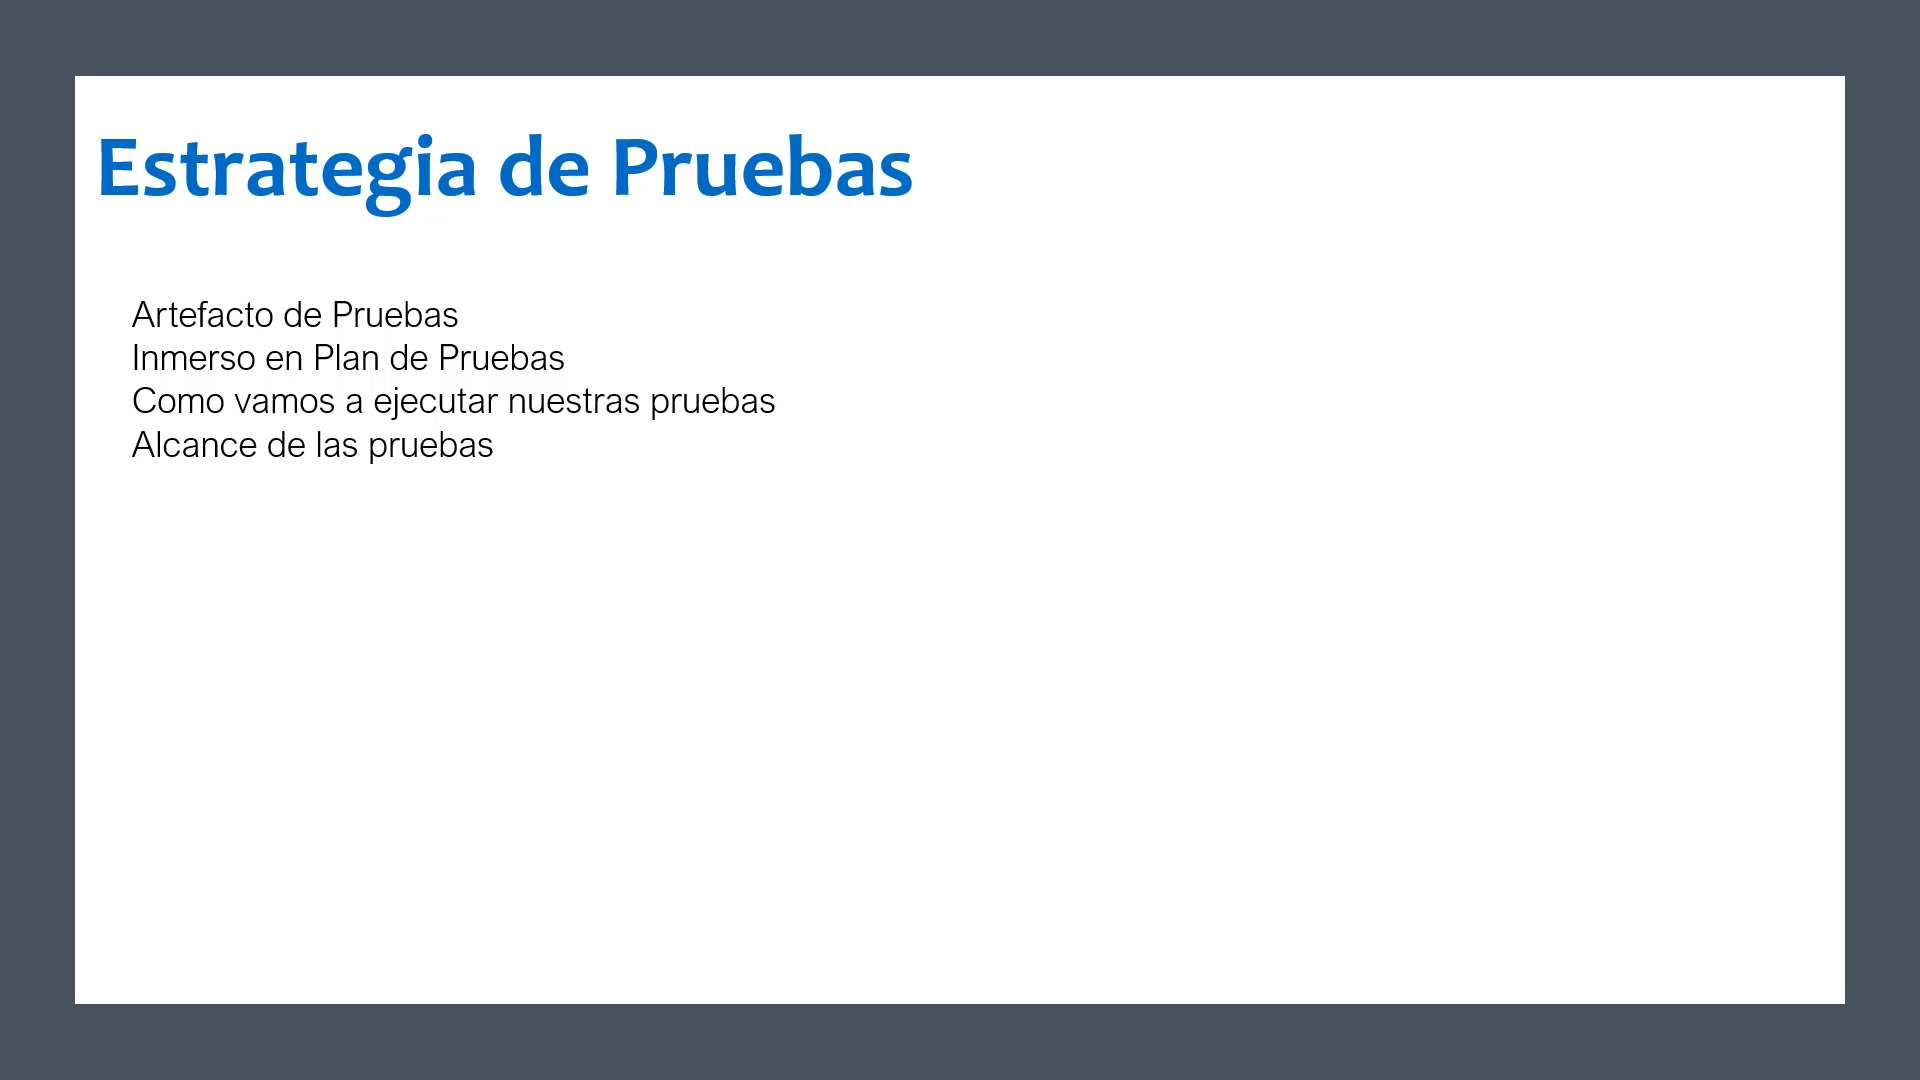 Estrategia de Pruebas
Artefacto de Pruebas
Inmerso en Plan de Pruebas
Como vamos a ejecutar nuestras pruebas
Alcance de las pruebas